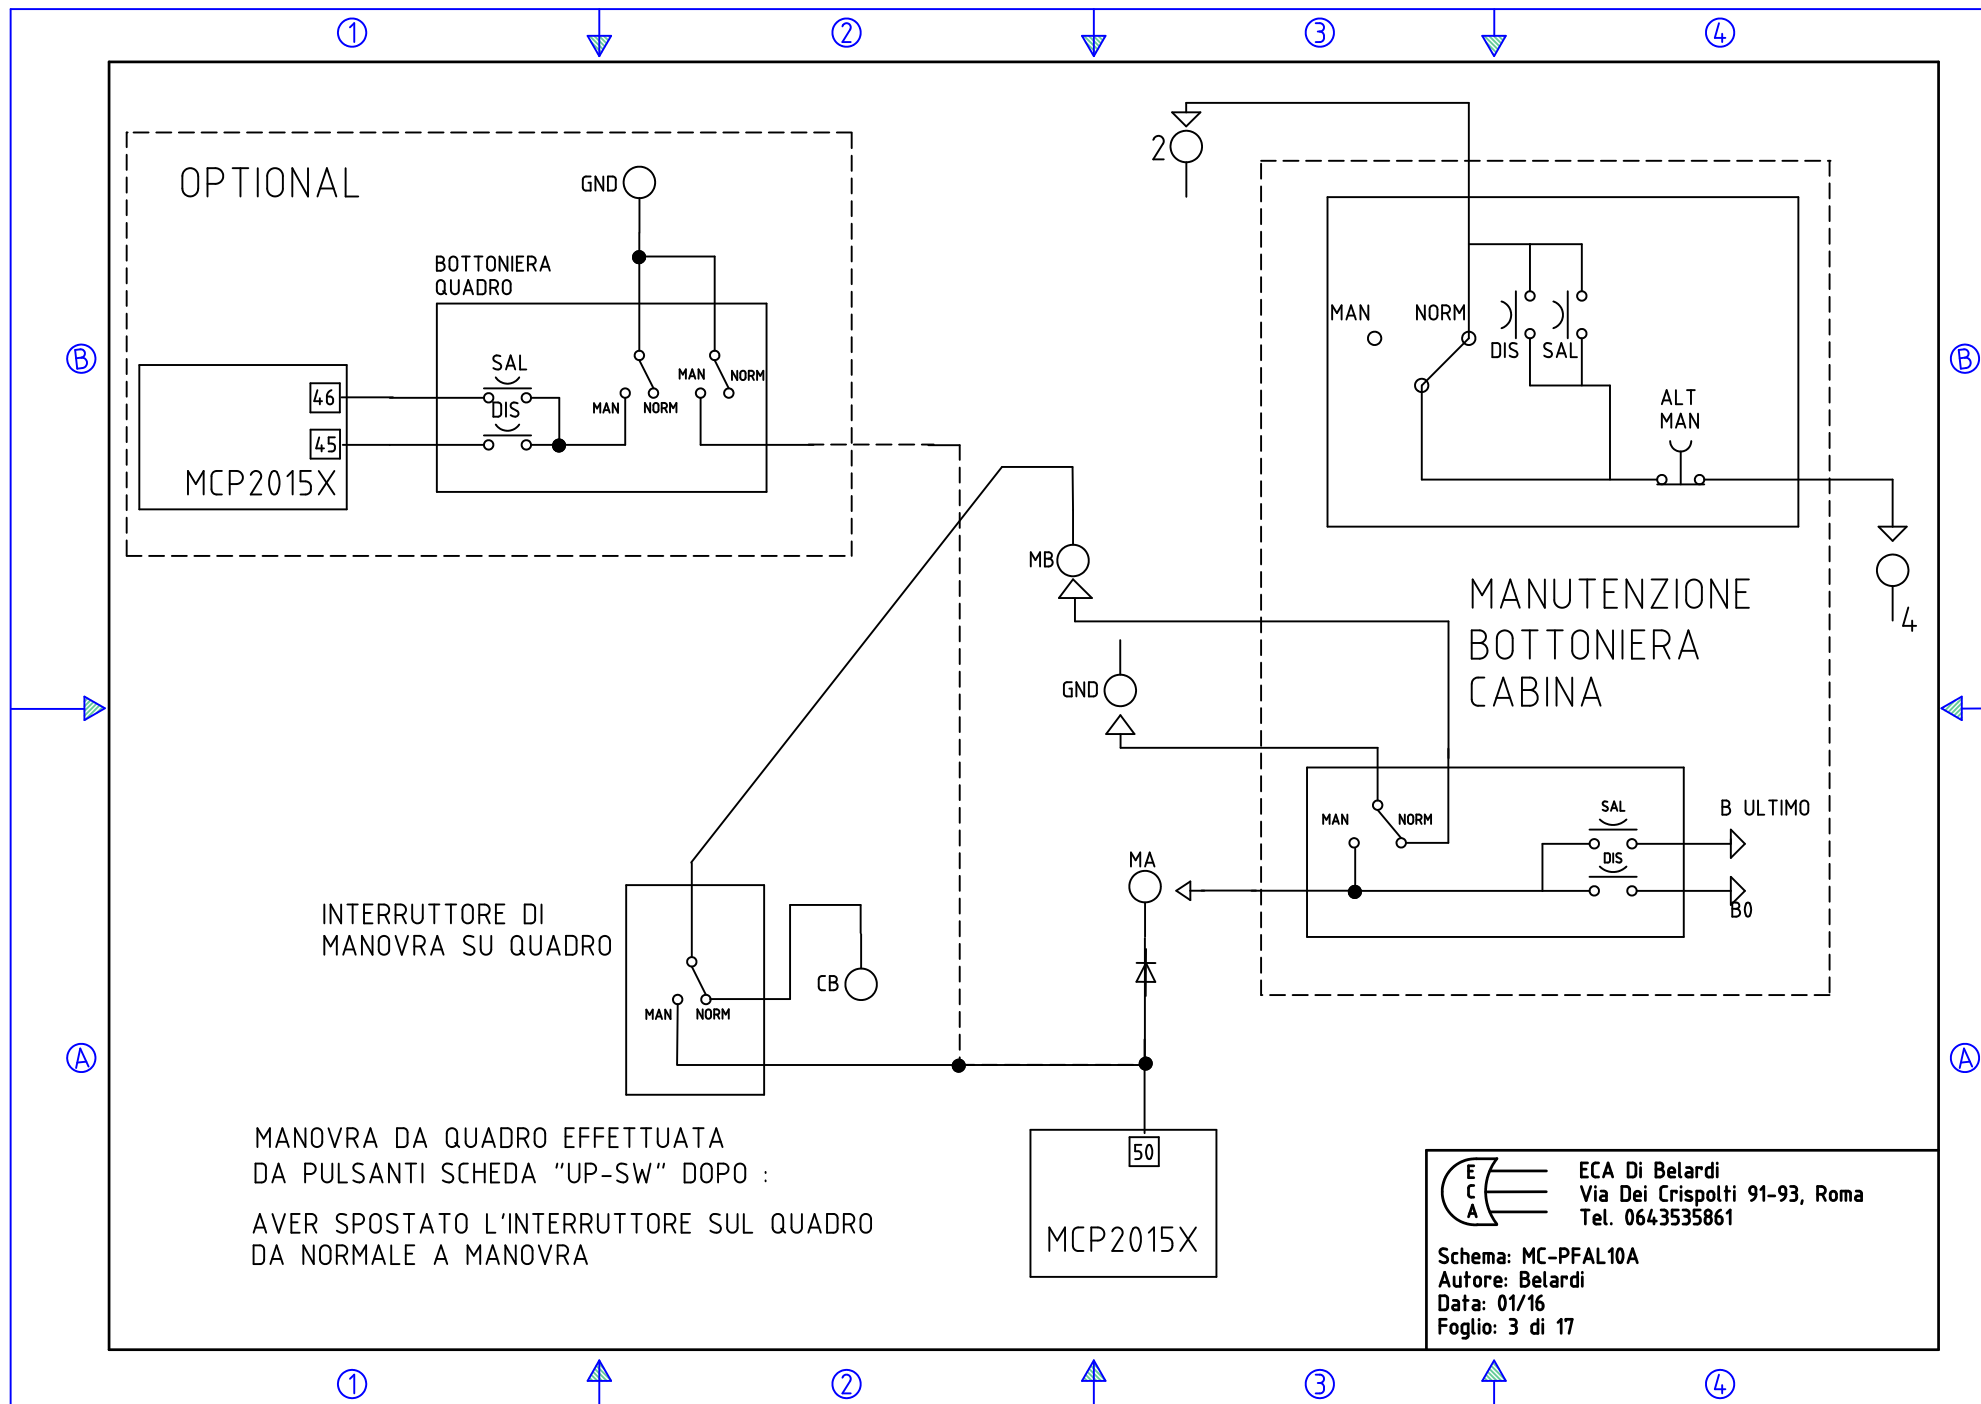 1
2
3
4
OPTIONAL
GND
BOTTONIERA
QUADRO
SAL
DIS
MAN
NORM
MAN
NORM
46
45
MCP2015X
2
MAN
NORM
DIS
SAL
ALT
MAN
4
B
B
MB
GND
MANUTENZIONE
BOTTONIERA
CABINA
MAN
NORM
SAL
DIS
B ULTIMO
B0
MA
INTERRUTTORE DI
MANOVRA SU QUADRO
MAN
NORM
CB
A
A
MANOVRA DA QUADRO EFFETTUATA
DA PULSANTI SCHEDA "UP-SW" DOPO :
AVER SPOSTATO L'INTERRUTTORE SUL QUADRO
DA NORMALE A MANOVRA
50
MCP2015X
E
C
A
ECA Di Belardi
Via Dei Crispolti 91-93, Roma
Tel. 0643535861
Schema: MC-PFAL10A
Autore: Belardi
Data: 01/16
Foglio: 3 di 17
1
2
3
4